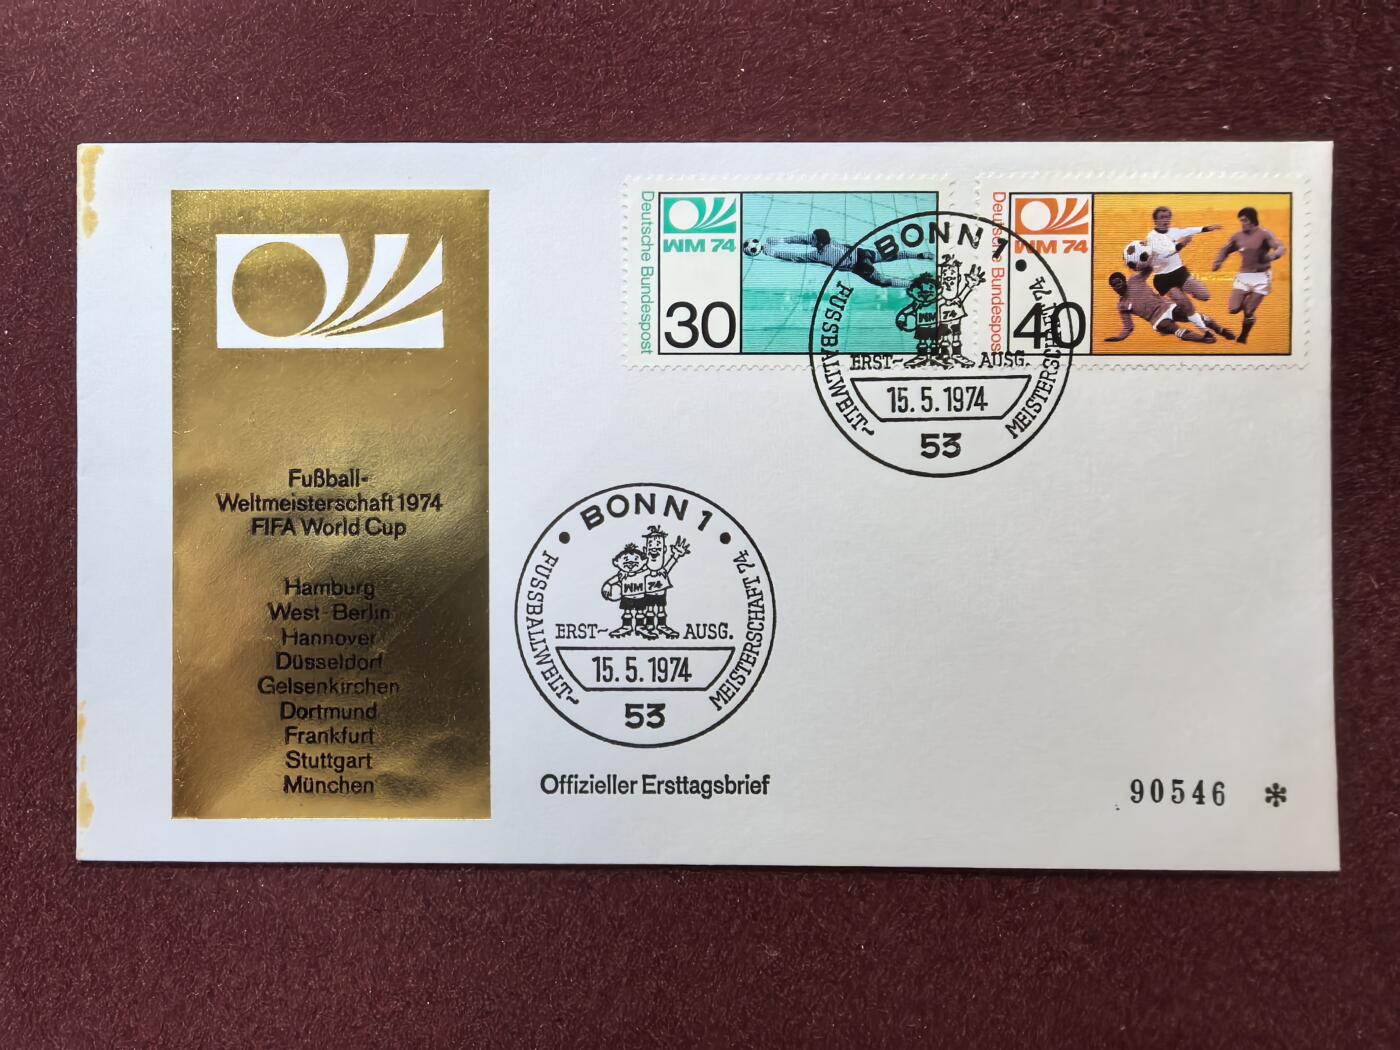 Fußball-
Weltmeisterschaft 1974
FIFA World Cup
Hamburg
West-Berlin
Hannover
Düsseldorf
Gelsenkirchen
Dortmund
Frankfurt
Stuttgart
München
Deutsche Bundespost
WM 74
30
Deutsche Bundespost
WM 74
40
BONN 1
FUSSBALLWELT~
MEISTERSCHAFT 74
WM 74
ERST~ AUSG.
15.5.1974
53
BONN 1
FUSSBALLWELT~
MEISTERSCHAFT 74
WM 74
ERST~ AUSG.
15.5.1974
53
Offizieller Ersttagsbrief
90546 *